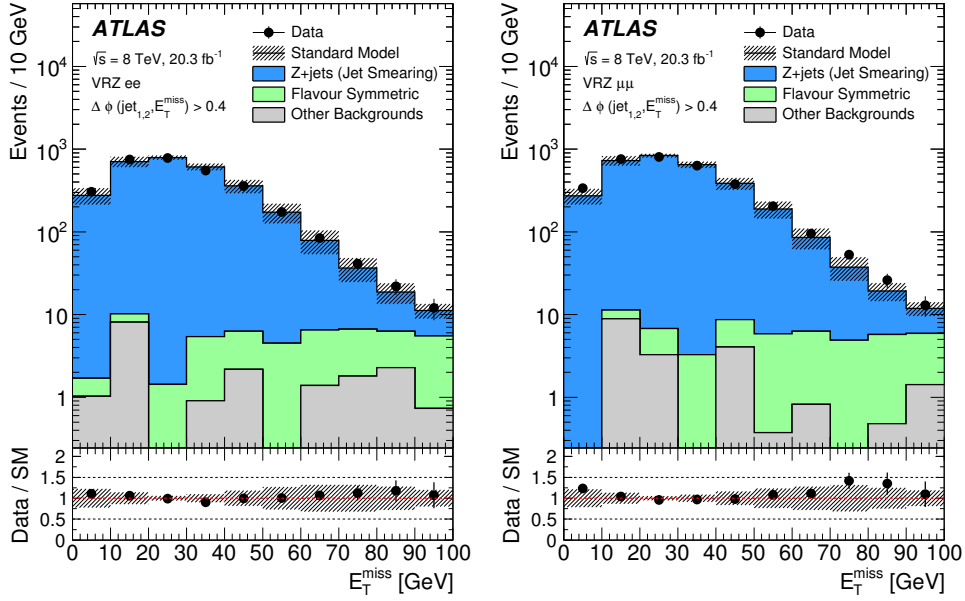 ATLAS
√s = 8 TeV, 20.3 fb⁻¹
VRZ ee
Δ ϕ (jet₁,₂,E_T^miss) > 0.4
Data
Standard Model
Z+jets (Jet Smearing)
Flavour Symmetric
Other Backgrounds
Events / 10 GeV
10⁴
10³
10²
10
1
Data / SM
2
1.5
1
0.5
0
0 10 20 30 40 50 60 70 80 90 100
E_T^miss [GeV]
ATLAS
√s = 8 TeV, 20.3 fb⁻¹
VRZ μμ
Δ ϕ (jet₁,₂,E_T^miss) > 0.4
Data
Standard Model
Z+jets (Jet Smearing)
Flavour Symmetric
Other Backgrounds
Events / 10 GeV
10⁴
10³
10²
10
1
Data / SM
2
1.5
1
0.5
0
0 10 20 30 40 50 60 70 80 90 100
E_T^miss [GeV]